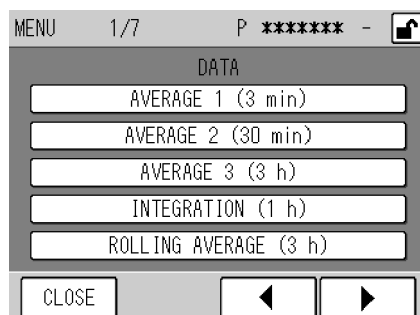 MENU 1/7 P ******* -
DATA
AVERAGE 1 (3 min)
AVERAGE 2 (30 min)
AVERAGE 3 (3 h)
INTEGRATION (1 h)
ROLLING AVERAGE (3 h)
CLOSE